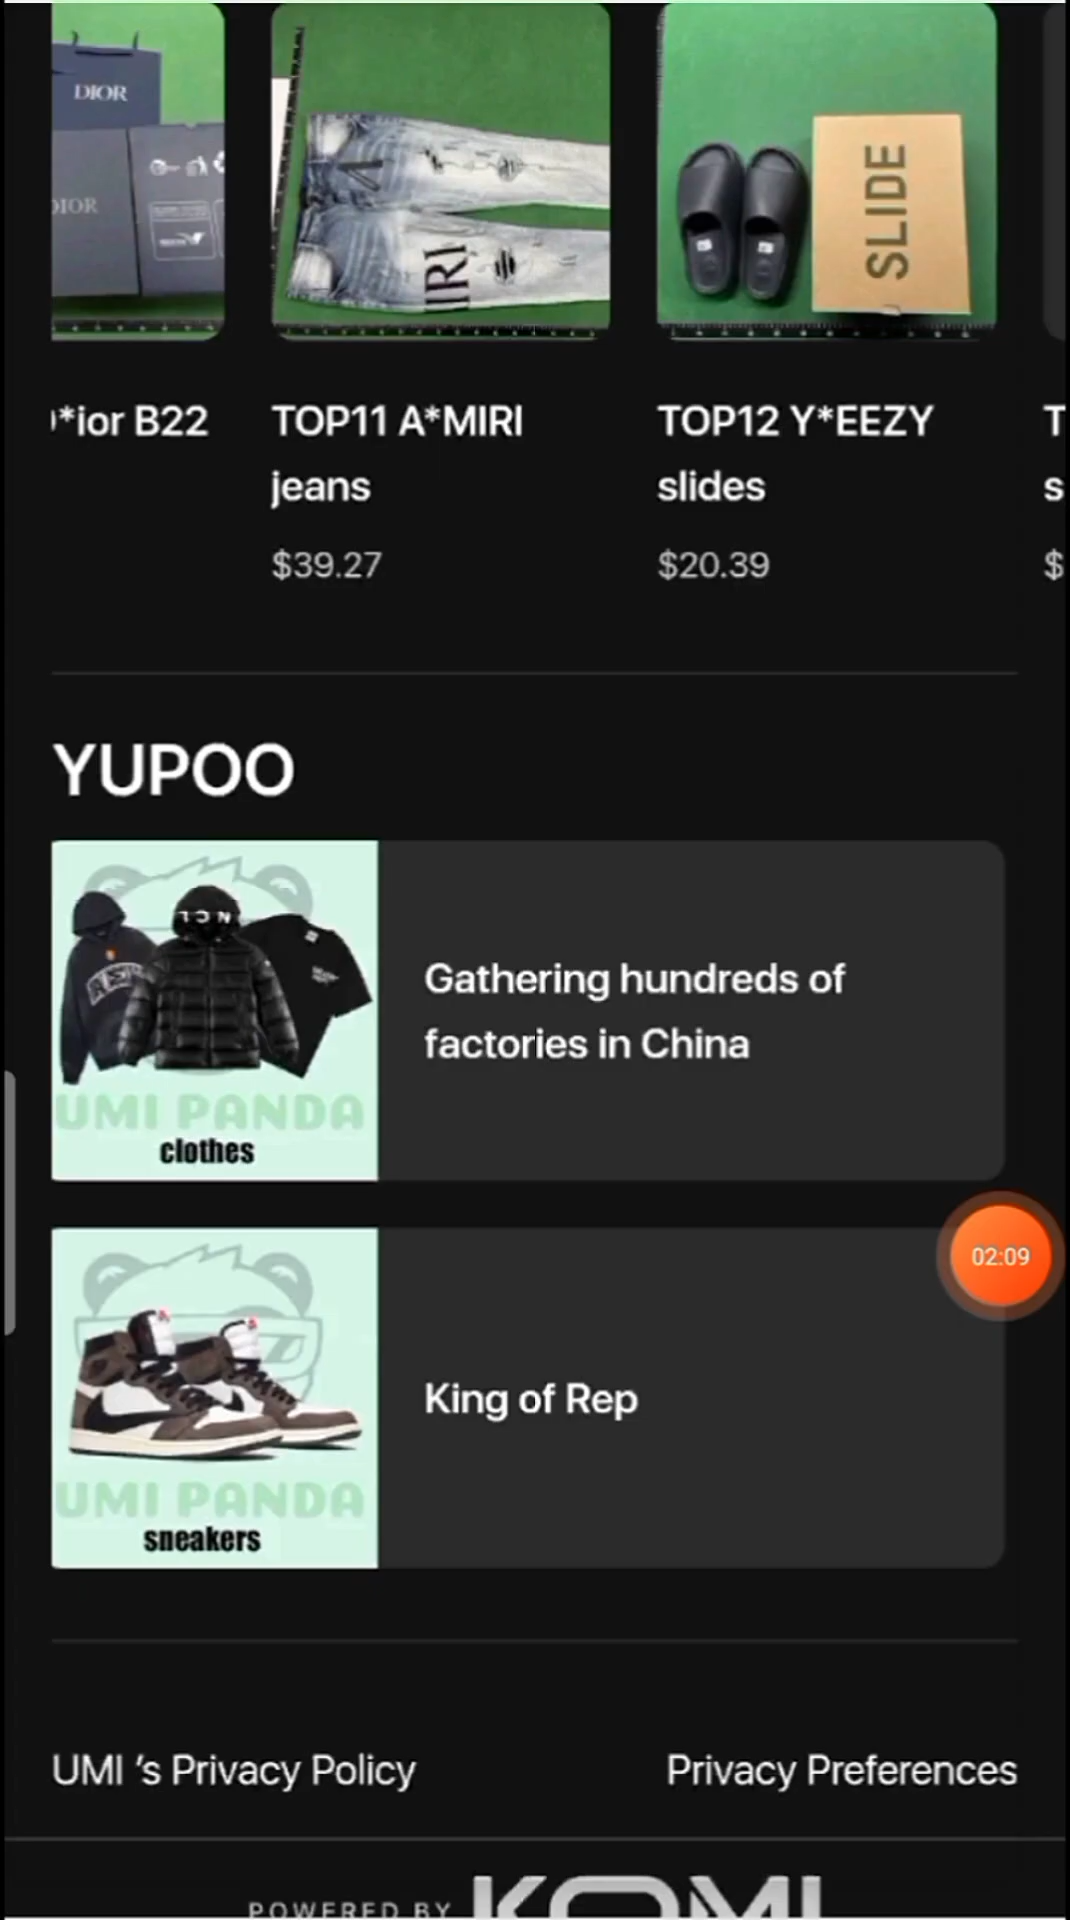 DIOR
DIOR
IRI
SLIDE
*ior B22
TOP11 A*MIRI
jeans
$39.27
TOP12 Y*EEZY
slides
$20.39
T
s
$
YUPOO
UMI PANDA
clothes
Gathering hundreds of
factories in China
02:09
UMI PANDA
sneakers
King of Rep
UMI ’s Privacy Policy
Privacy Preferences
POWERED BY KOMI